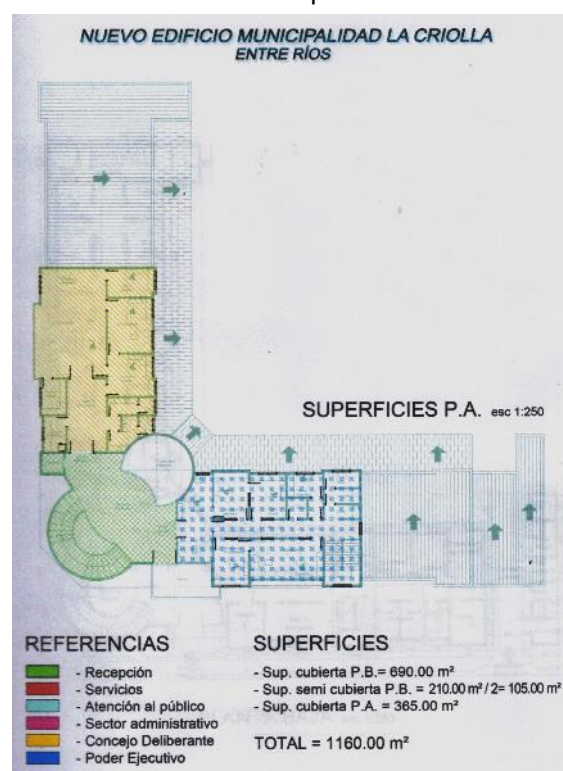 NUEVO EDIFICIO MUNICIPALIDAD LA CRIOLLA
ENTRE RÍOS
SUPERFICIES P.A. esc 1:250
REFERENCIAS
- Recepción
- Servicios
- Atención al público
- Sector administrativo
- Concejo Deliberante
- Poder Ejecutivo
SUPERFICIES
- Sup. cubierta P.B.= 690.00 m²
- Sup. semi cubierta P.B. = 210.00 m² / 2= 105.00 m²
- Sup. cubierta P.A. = 365.00 m²
TOTAL = 1160.00 m²